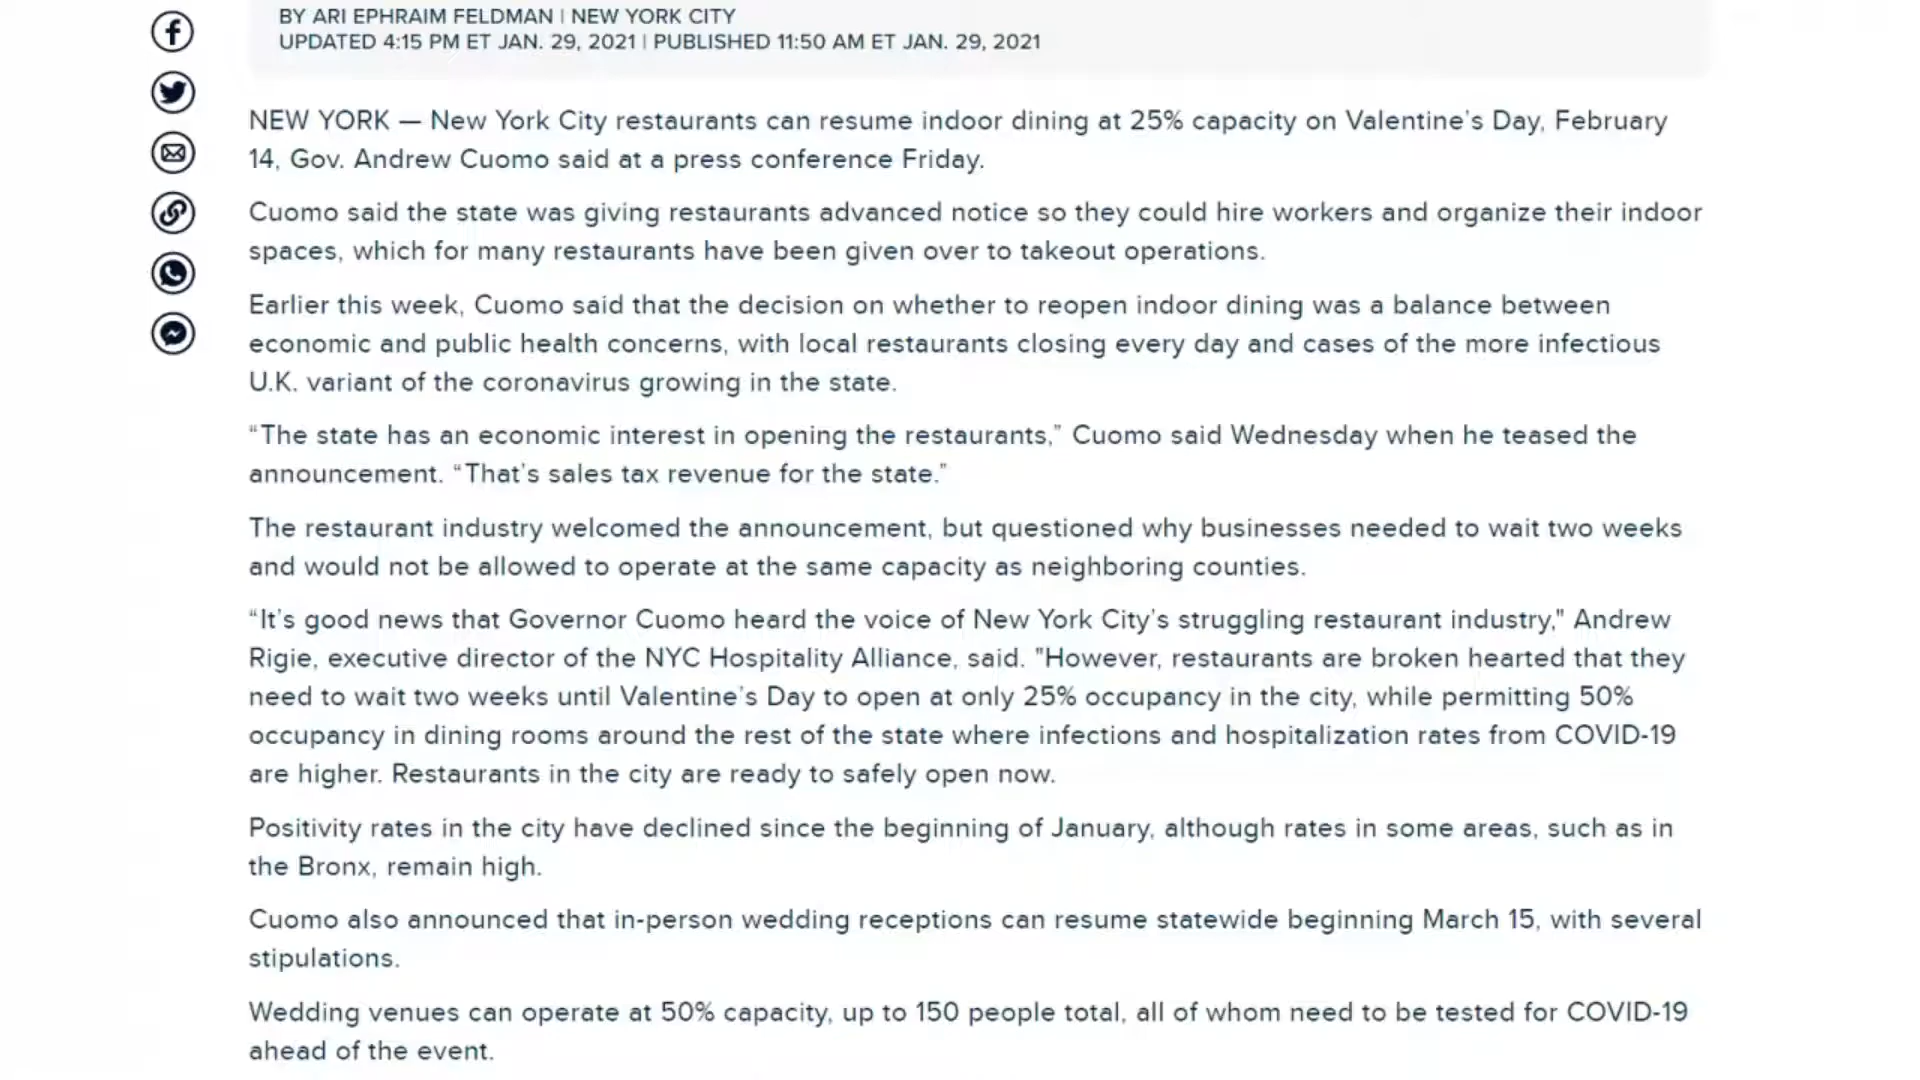 BY ARI EPHRAIM FELDMAN | NEW YORK CITY
UPDATED 4:15 PM ET JAN. 29, 2021 | PUBLISHED 11:50 AM ET JAN. 29, 2021
NEW YORK — New York City restaurants can resume indoor dining at 25% capacity on Valentine's Day, February
14, Gov. Andrew Cuomo said at a press conference Friday.
Cuomo said the state was giving restaurants advanced notice so they could hire workers and organize their indoor
spaces, which for many restaurants have been given over to takeout operations.
Earlier this week, Cuomo said that the decision on whether to reopen indoor dining was a balance between
economic and public health concerns, with local restaurants closing every day and cases of the more infectious
U.K. variant of the coronavirus growing in the state.
“The state has an economic interest in opening the restaurants,” Cuomo said Wednesday when he teased the
announcement. “That's sales tax revenue for the state.”
The restaurant industry welcomed the announcement, but questioned why businesses needed to wait two weeks
and would not be allowed to operate at the same capacity as neighboring counties.
“It's good news that Governor Cuomo heard the voice of New York City's struggling restaurant industry," Andrew
Rigie, executive director of the NYC Hospitality Alliance, said. "However, restaurants are broken hearted that they
need to wait two weeks until Valentine's Day to open at only 25% occupancy in the city, while permitting 50%
occupancy in dining rooms around the rest of the state where infections and hospitalization rates from COVID-19
are higher. Restaurants in the city are ready to safely open now.
Positivity rates in the city have declined since the beginning of January, although rates in some areas, such as in
the Bronx, remain high.
Cuomo also announced that in-person wedding receptions can resume statewide beginning March 15, with several
stipulations.
Wedding venues can operate at 50% capacity, up to 150 people total, all of whom need to be tested for COVID-19
ahead of the event.